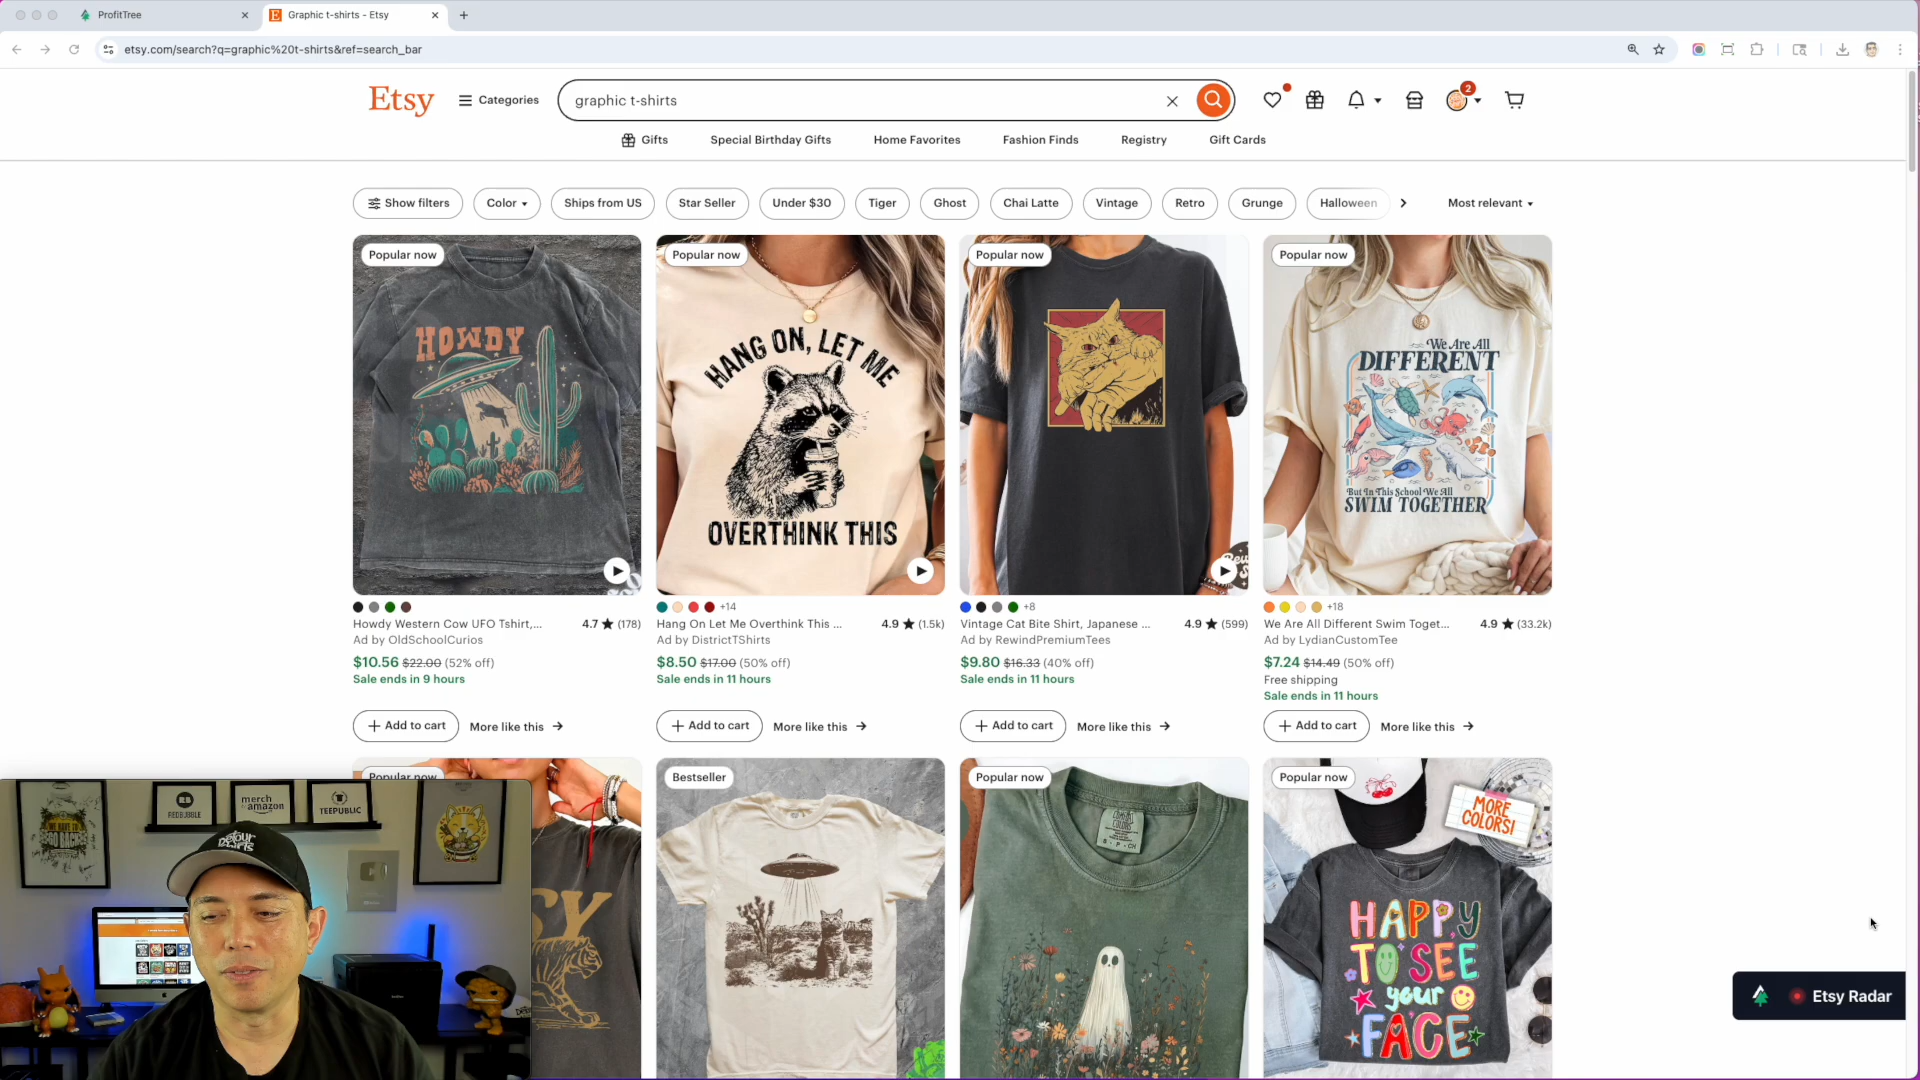 ProfitTree
Graphic t-shirts - Etsy
etsy.com/search?q=graphic%20t-shirts&ref=search_bar
Etsy
Categories
graphic t-shirts
2
Gifts
Special Birthday Gifts
Home Favorites
Fashion Finds
Registry
Gift Cards
Show filters
Color
Ships from US
Star Seller
Under $30
Tiger
Ghost
Chai Latte
Vintage
Retro
Grunge
Halloween
Most relevant
Popular now
HOWDY
Popular now
HANG ON, LET ME
OVERTHINK THIS
Popular now
Popular now
We Are All
DIFFERENT
But In This School We All
SWIM TOGETHER
Howdy Western Cow UFO Tshirt,...
4.7 ★ (178)
Ad by OldSchoolCurios
$10.56 $22.00 (52% off)
Sale ends in 9 hours
+ Add to cart
More like this →
+14
Hang On Let Me Overthink This ...
4.9 ★ (1.5k)
Ad by DistrictTShirts
$8.50 $17.00 (50% off)
Sale ends in 11 hours
+ Add to cart
More like this →
+8
Vintage Cat Bite Shirt, Japanese ...
4.9 ★ (599)
Ad by RewindPremiumTees
$9.80 $16.33 (40% off)
Sale ends in 11 hours
+ Add to cart
More like this →
+18
We Are All Different Swim Toget...
4.9 ★ (33.2k)
Ad by LydianCustomTee
$7.24 $14.49 (50% off)
Free shipping
Sale ends in 11 hours
+ Add to cart
More like this →
Popular now
Bestseller
Popular now
COMFORT
COLORS
Popular now
MORE
COLORS!
HAPPY
TO SEE
your
FACE
merch
by amazon
TEEPUBLIC
Etsy Radar